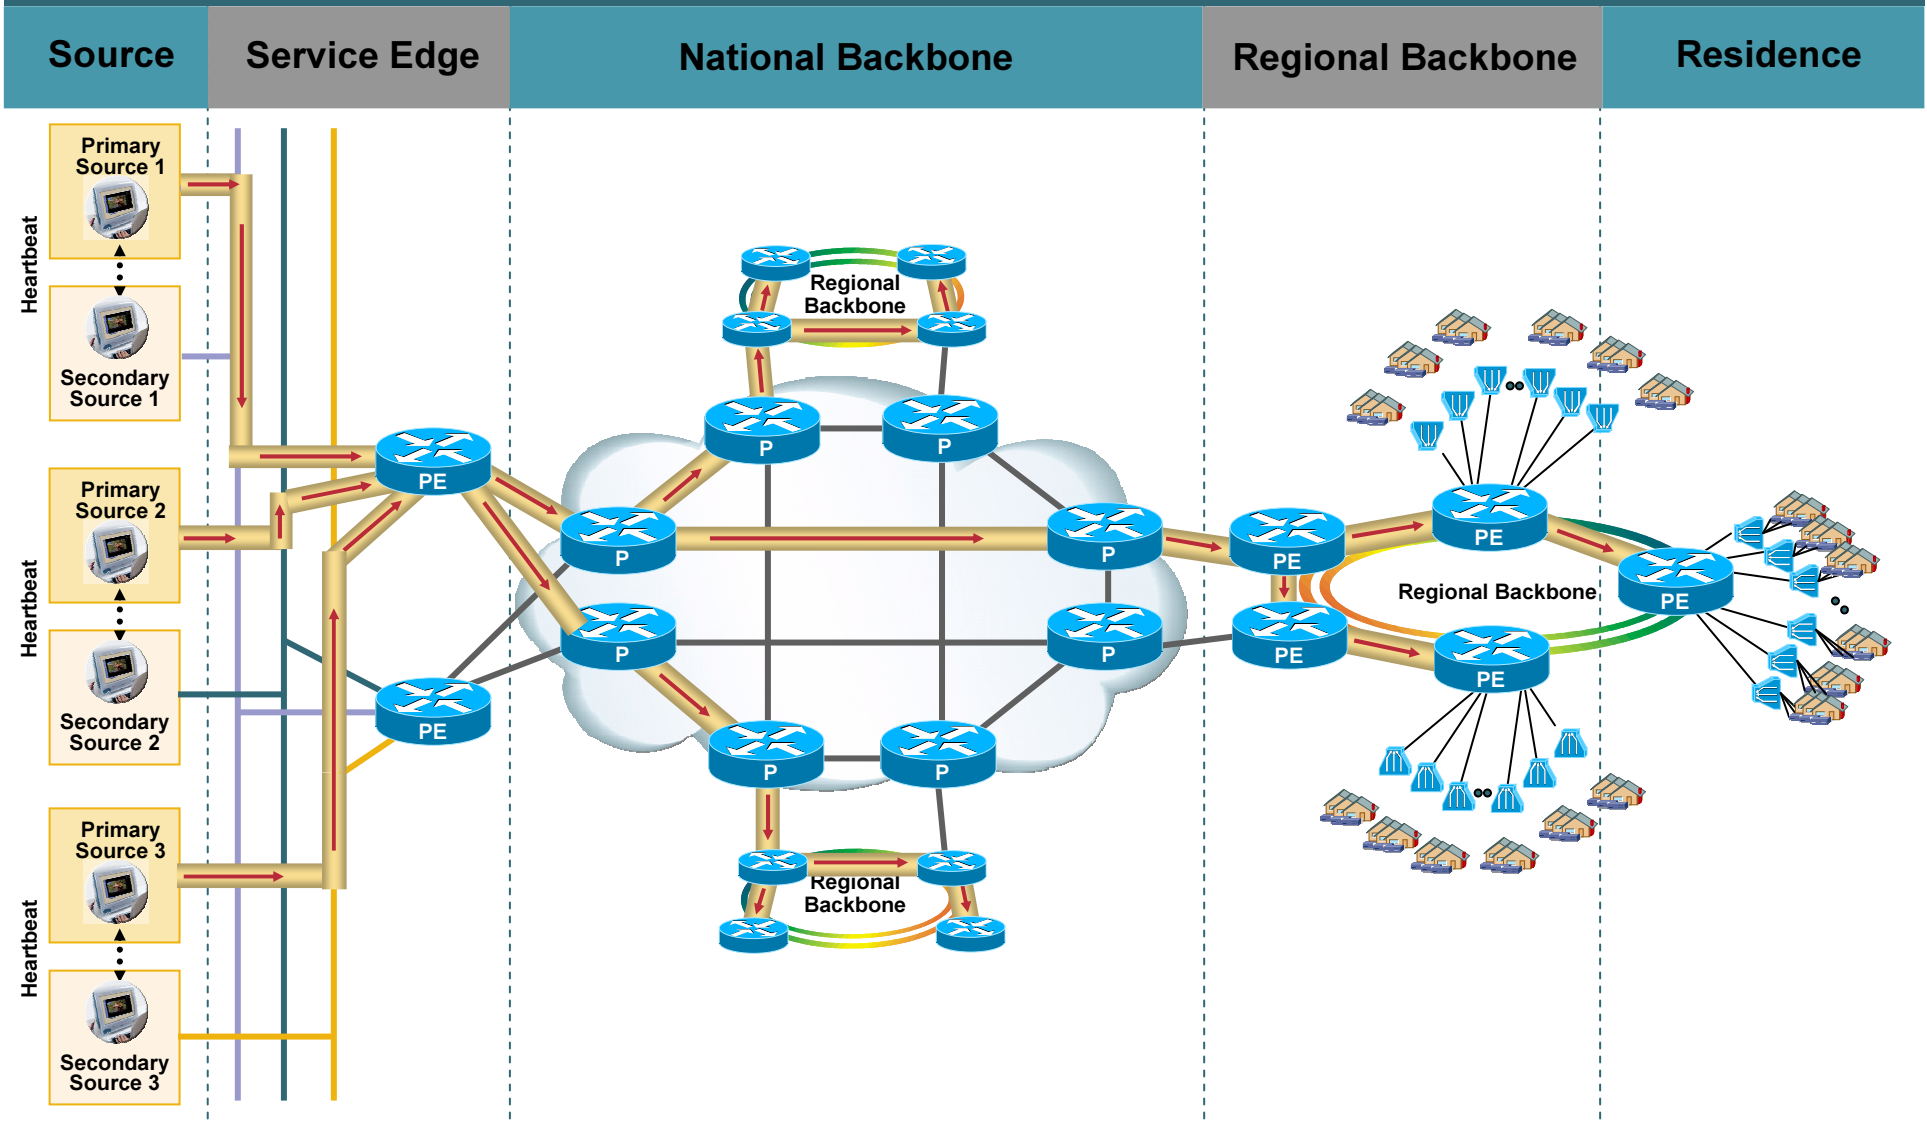 Source
Service Edge
National Backbone
Regional Backbone
Residence
Heartbeat
Primary
Source 1
Secondary
Source 1
Heartbeat
Primary
Source 2
Secondary
Source 2
Heartbeat
Primary
Source 3
Secondary
Source 3
PE
PE
Regional
Backbone
P
P
P
P
P
P
P
P
Regional
Backbone
PE
PE
PE
PE
Regional Backbone
PE